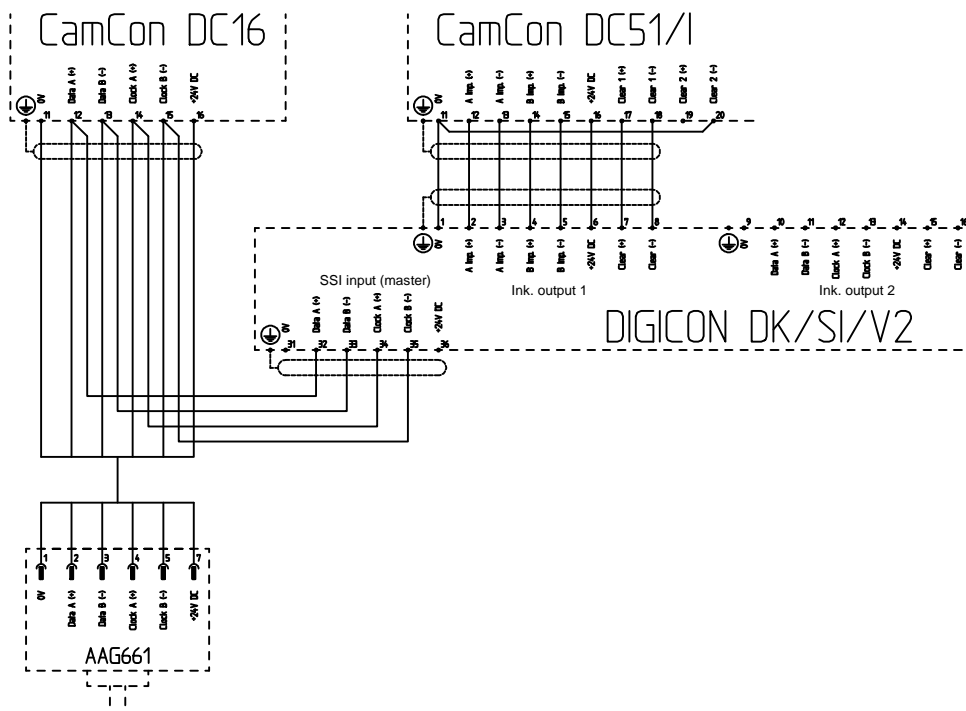 CamCon DC16
0V
Data A (+)
Data B (-)
Clock A (+)
Clock B (-)
+24V DC
11 12 13 14 15 16
CamCon DC51/I
0V
A Imp. (+)
A Imp. (-)
B Imp. (+)
B Imp. (-)
+24V DC
Clear 1 (+)
Clear 1 (-)
Clear 2 (+)
Clear 2 (-)
11 12 13 14 15 16 17 18 19 20
1 2 3 4 5 6 7 8
0V
A Imp. (+)
A Imp. (-)
B Imp. (+)
B Imp. (-)
+24V DC
Clear (+)
Clear (-)
Ink. output 1
9 10 11 12 13 14 15 16
0V
Data A (+)
Data B (-)
Clock A (+)
Clock B (-)
+24V DC
Clear (+)
Clear (-)
Ink. output 2
SSI input (master)
0V
Data A (+)
Data B (-)
Clock A (+)
Clock B (-)
+24V DC
31 32 33 34 35 36
DIGICON DK/SI/V2
1 2 3 4 5 7
0V
Data A (+)
Data B (-)
Clock A (+)
Clock B (-)
+24V DC
AAG661